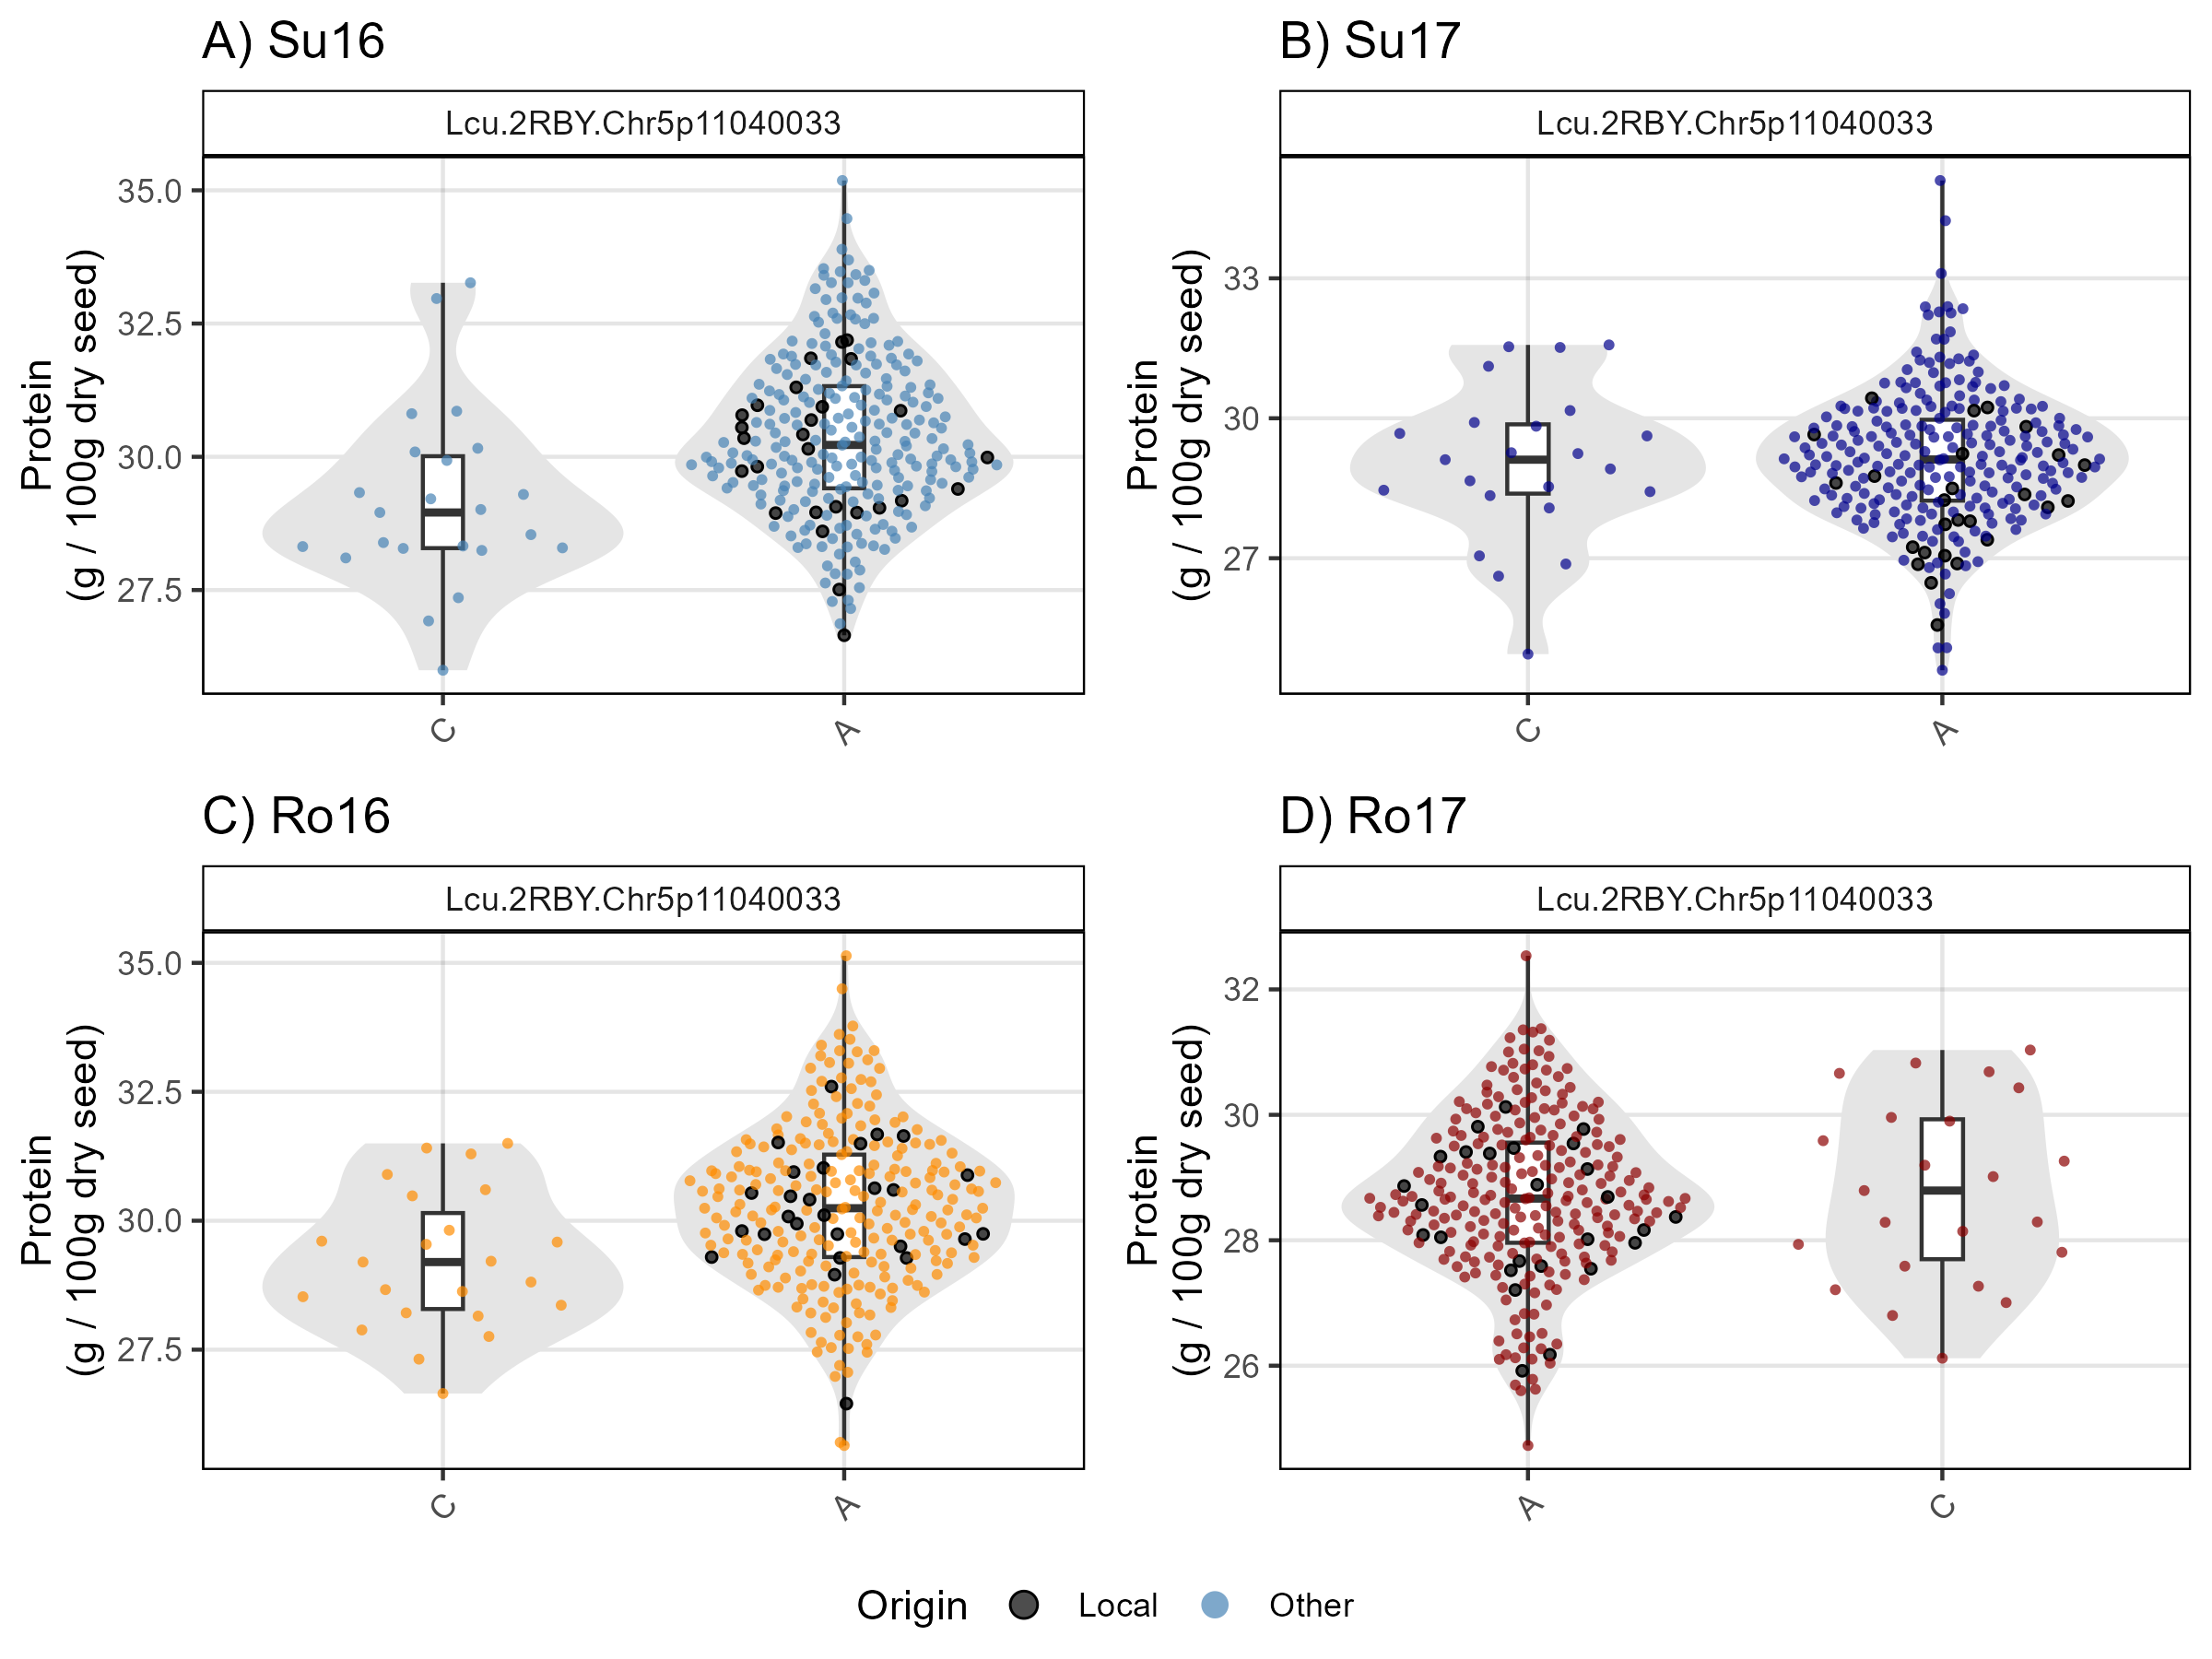 A) Su16
Lcu.2RBY.Chr5p11040033
Protein
(g / 100g dry seed)
35.0
32.5
30.0
27.5
C
A
B) Su17
Lcu.2RBY.Chr5p11040033
Protein
(g / 100g dry seed)
33
30
27
C
A
C) Ro16
Lcu.2RBY.Chr5p11040033
Protein
(g / 100g dry seed)
35.0
32.5
30.0
27.5
C
A
D) Ro17
Lcu.2RBY.Chr5p11040033
Protein
(g / 100g dry seed)
32
30
28
26
A
C
Origin Local Other